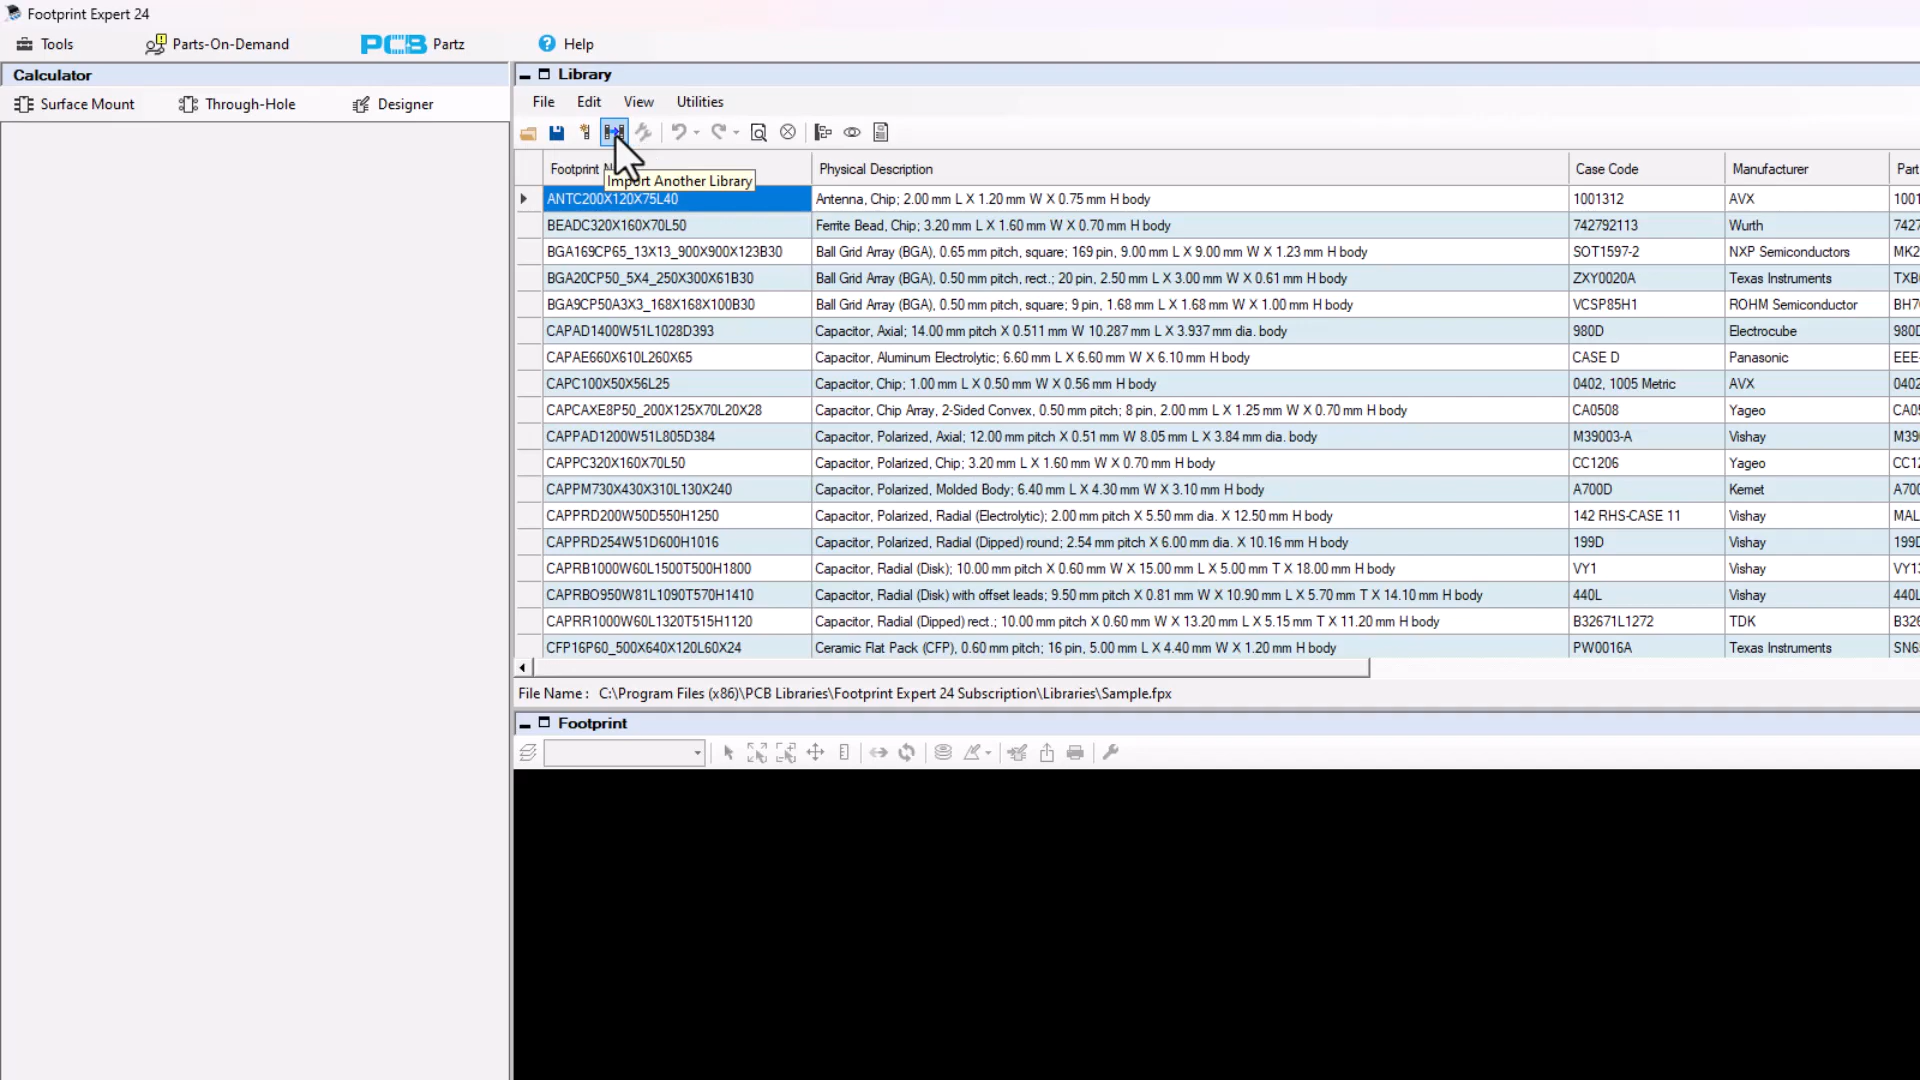 Footprint Expert 24
Tools Parts-On-Demand PCB Partz Help
Calculator
Surface Mount Through-Hole Designer
Library
File Edit View Utilities
Footprint Physical Description Case Code Manufacturer Part
Import Another Library
ANTC200X120X75L40 Antenna, Chip; 2.00 mm L X 1.20 mm W X 0.75 mm H body 1001312 AVX 1001
BEADC320X160X70L50 Ferrite Bead, Chip; 3.20 mm L X 1.60 mm W X 0.70 mm H body 742792113 Wurth 7427
BGA169CP65_13X13_900X900X123B30 Ball Grid Array (BGA), 0.65 mm pitch, square; 169 pin, 9.00 mm L X 9.00 mm W X 1.23 mm H body SOT1597-2 NXP Semiconductors MK2
BGA20CP50_5X4_250X300X61B30 Ball Grid Array (BGA), 0.50 mm pitch, rect.; 20 pin, 2.50 mm L X 3.00 mm W X 0.61 mm H body ZXY0020A Texas Instruments TXB
BGA9CP50A3X3_168X168X100B30 Ball Grid Array (BGA), 0.50 mm pitch, square; 9 pin, 1.68 mm L X 1.68 mm W X 1.00 mm H body VCSP85H1 ROHM Semiconductor BH7
CAPAD1400W51L1028D393 Capacitor, Axial; 14.00 mm pitch X 0.511 mm W 10.287 mm L X 3.937 mm dia. body 980D Electrocube 980D
CAPAE660X610L260X65 Capacitor, Aluminum Electrolytic; 6.60 mm L X 6.60 mm W X 6.10 mm H body CASE D Panasonic EEE-
CAPC100X50X56L25 Capacitor, Chip; 1.00 mm L X 0.50 mm W X 0.56 mm H body 0402, 1005 Metric AVX 0402
CAPCAXE8P50_200X125X70L20X28 Capacitor, Chip Array, 2-Sided Convex, 0.50 mm pitch; 8 pin, 2.00 mm L X 1.25 mm W X 0.70 mm H body CA0508 Yageo CA05
CAPPAD1200W51L805D384 Capacitor, Polarized, Axial; 12.00 mm pitch X 0.51 mm W 8.05 mm L X 3.84 mm dia. body M39003-A Vishay M39
CAPPC320X160X70L50 Capacitor, Polarized, Chip; 3.20 mm L X 1.60 mm W X 0.70 mm H body CC1206 Yageo CC12
CAPPM730X430X310L130X240 Capacitor, Polarized, Molded Body; 6.40 mm L X 4.30 mm W X 3.10 mm H body A700D Kemet A700
CAPPRD200W50D550H1250 Capacitor, Polarized, Radial (Electrolytic); 2.00 mm pitch X 5.50 mm dia. X 12.50 mm H body 142 RHS-CASE 11 Vishay MAL
CAPPRD254W51D600H1016 Capacitor, Polarized, Radial (Dipped) round; 2.54 mm pitch X 6.00 mm dia. X 10.16 mm H body 199D Vishay 199D
CAPRB1000W60L1500T500H1800 Capacitor, Radial (Disk); 10.00 mm pitch X 0.60 mm W X 15.00 mm L X 5.00 mm T X 18.00 mm H body VY1 Vishay VY1
CAPRBO950W81L1090T570H1410 Capacitor, Radial (Disk) with offset leads; 9.50 mm pitch X 0.81 mm W X 10.90 mm L X 5.70 mm T X 14.10 mm H body 440L Vishay 440L
CAPRR1000W60L1320T515H1120 Capacitor, Radial (Dipped) rect.; 10.00 mm pitch X 0.60 mm W X 13.20 mm L X 5.15 mm T X 11.20 mm H body B32671L1272 TDK B326
CFP16P60_500X640X120L60X24 Ceramic Flat Pack (CFP), 0.60 mm pitch; 16 pin, 5.00 mm L X 4.40 mm W X 1.20 mm H body PW0016A Texas Instruments SN6
File Name : C:\Program Files (x86)\PCB Libraries\Footprint Expert 24 Subscription\Libraries\Sample.fpx
Footprint